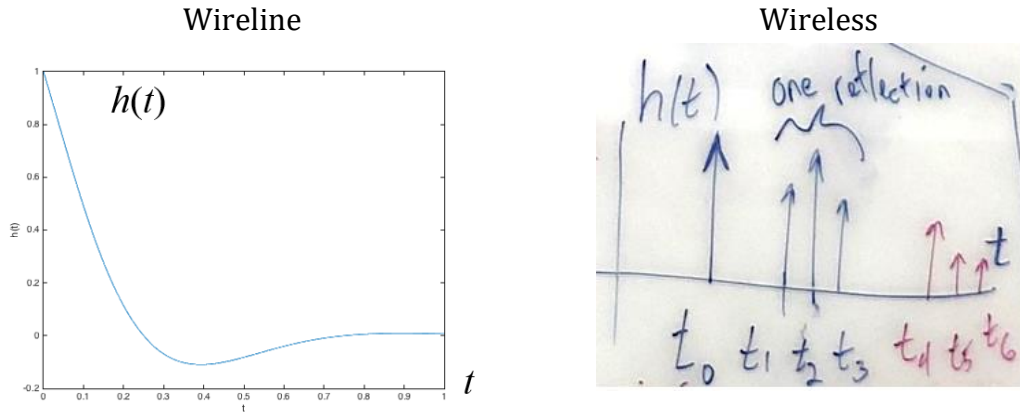 Wireline
Wireless
h(t)
1
0.8
0.6
0.4
0.2
0
-0.2
h(t)
0 0.1 0.2 0.3 0.4 0.5 0.6 0.7 0.8 0.9 1
t
t
h(t) one reflection
t
t0 t1 t2 t3 t4 t5 t6